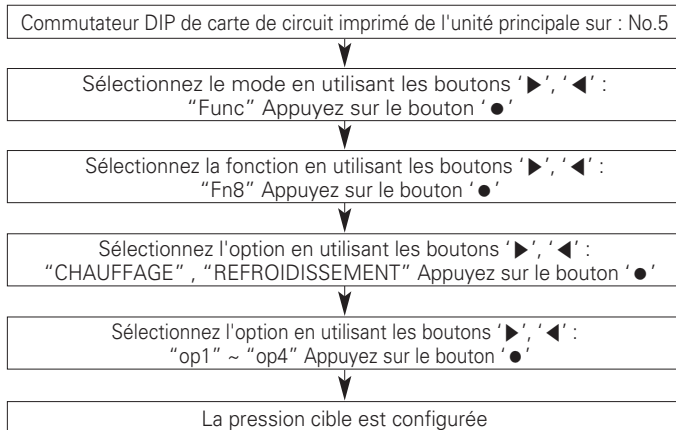 Commutateur DIP de carte de circuit imprimé de l'unité principale sur : No.5
Sélectionnez le mode en utilisant les boutons ‘▶’, ‘◀’ :
“Func” Appuyez sur le bouton ‘●’
Sélectionnez la fonction en utilisant les boutons ‘▶’, ‘◀’ :
“Fn8” Appuyez sur le bouton ‘●’
Sélectionnez l'option en utilisant les boutons ‘▶’, ‘◀’ :
“CHAUFFAGE” , “REFROIDISSEMENT” Appuyez sur le bouton ‘●’
Sélectionnez l'option en utilisant les boutons ‘▶’, ‘◀’ :
“op1” ~ “op4” Appuyez sur le bouton ‘●’
La pression cible est configurée